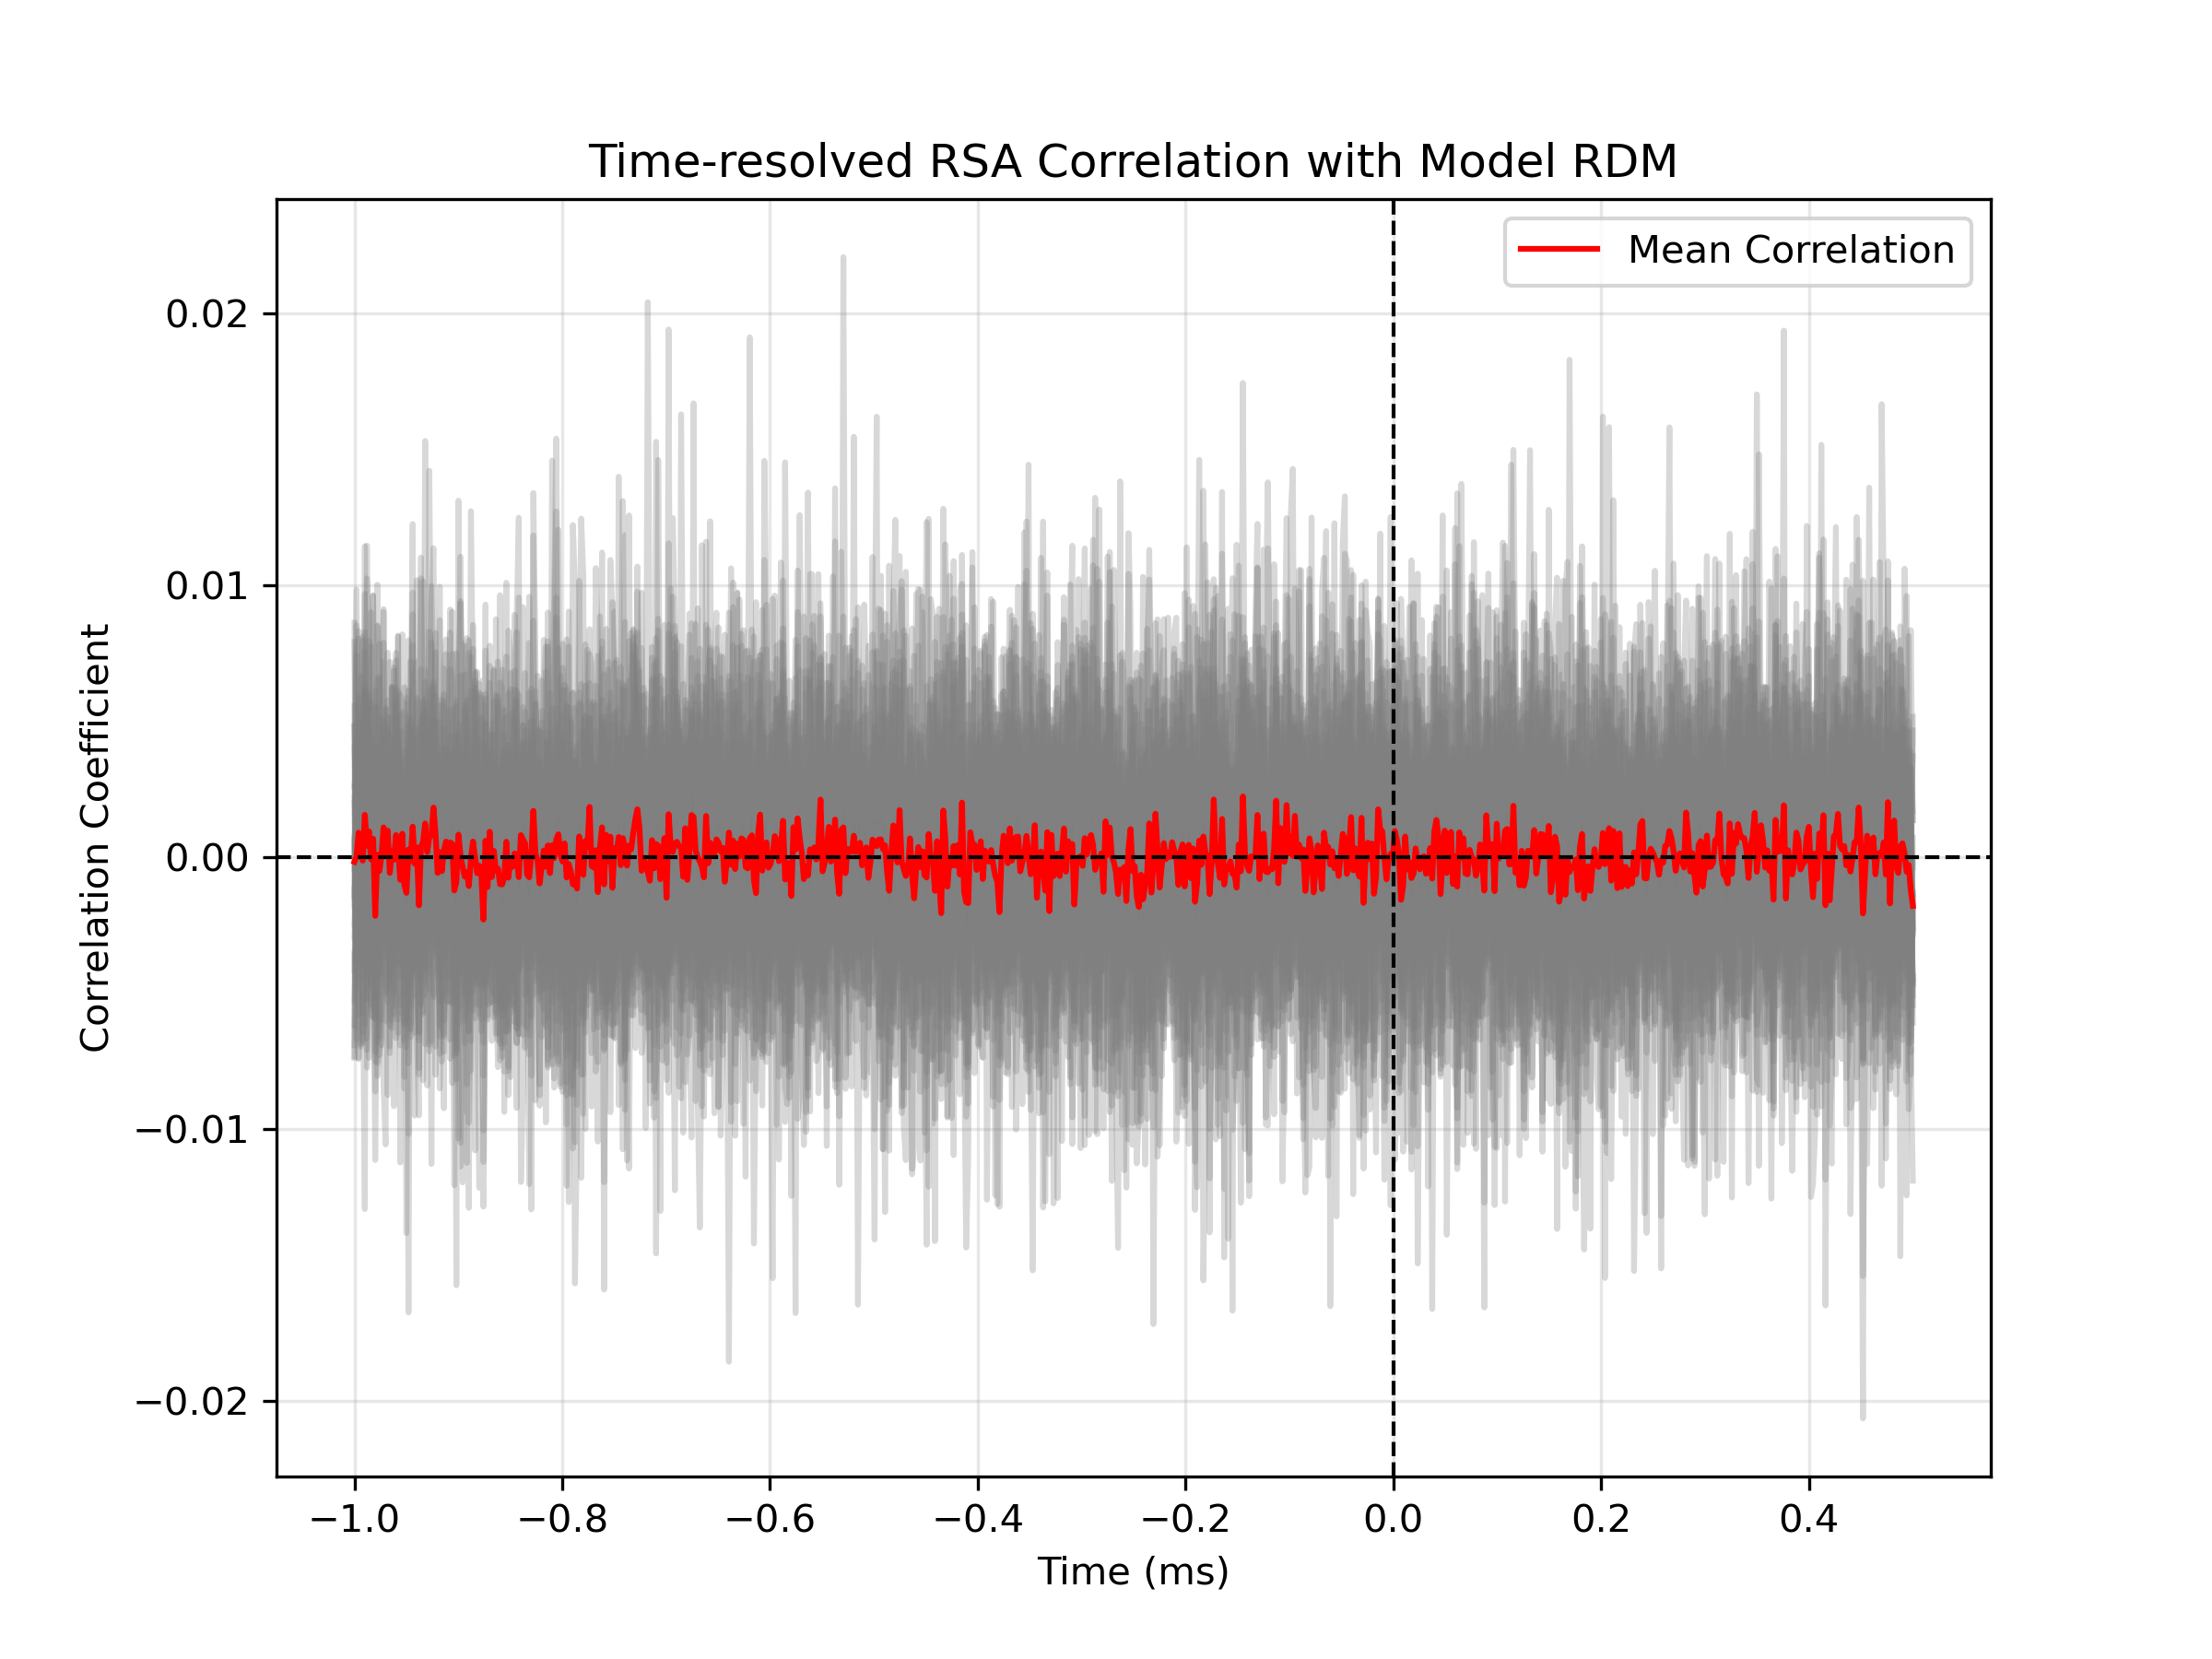 Time-resolved RSA Correlation with Model RDM
Mean Correlation
0.02
0.01
0.00
−0.01
−0.02
Correlation Coefficient
−1.0 −0.8 −0.6 −0.4 −0.2 0.0 0.2 0.4
Time (ms)